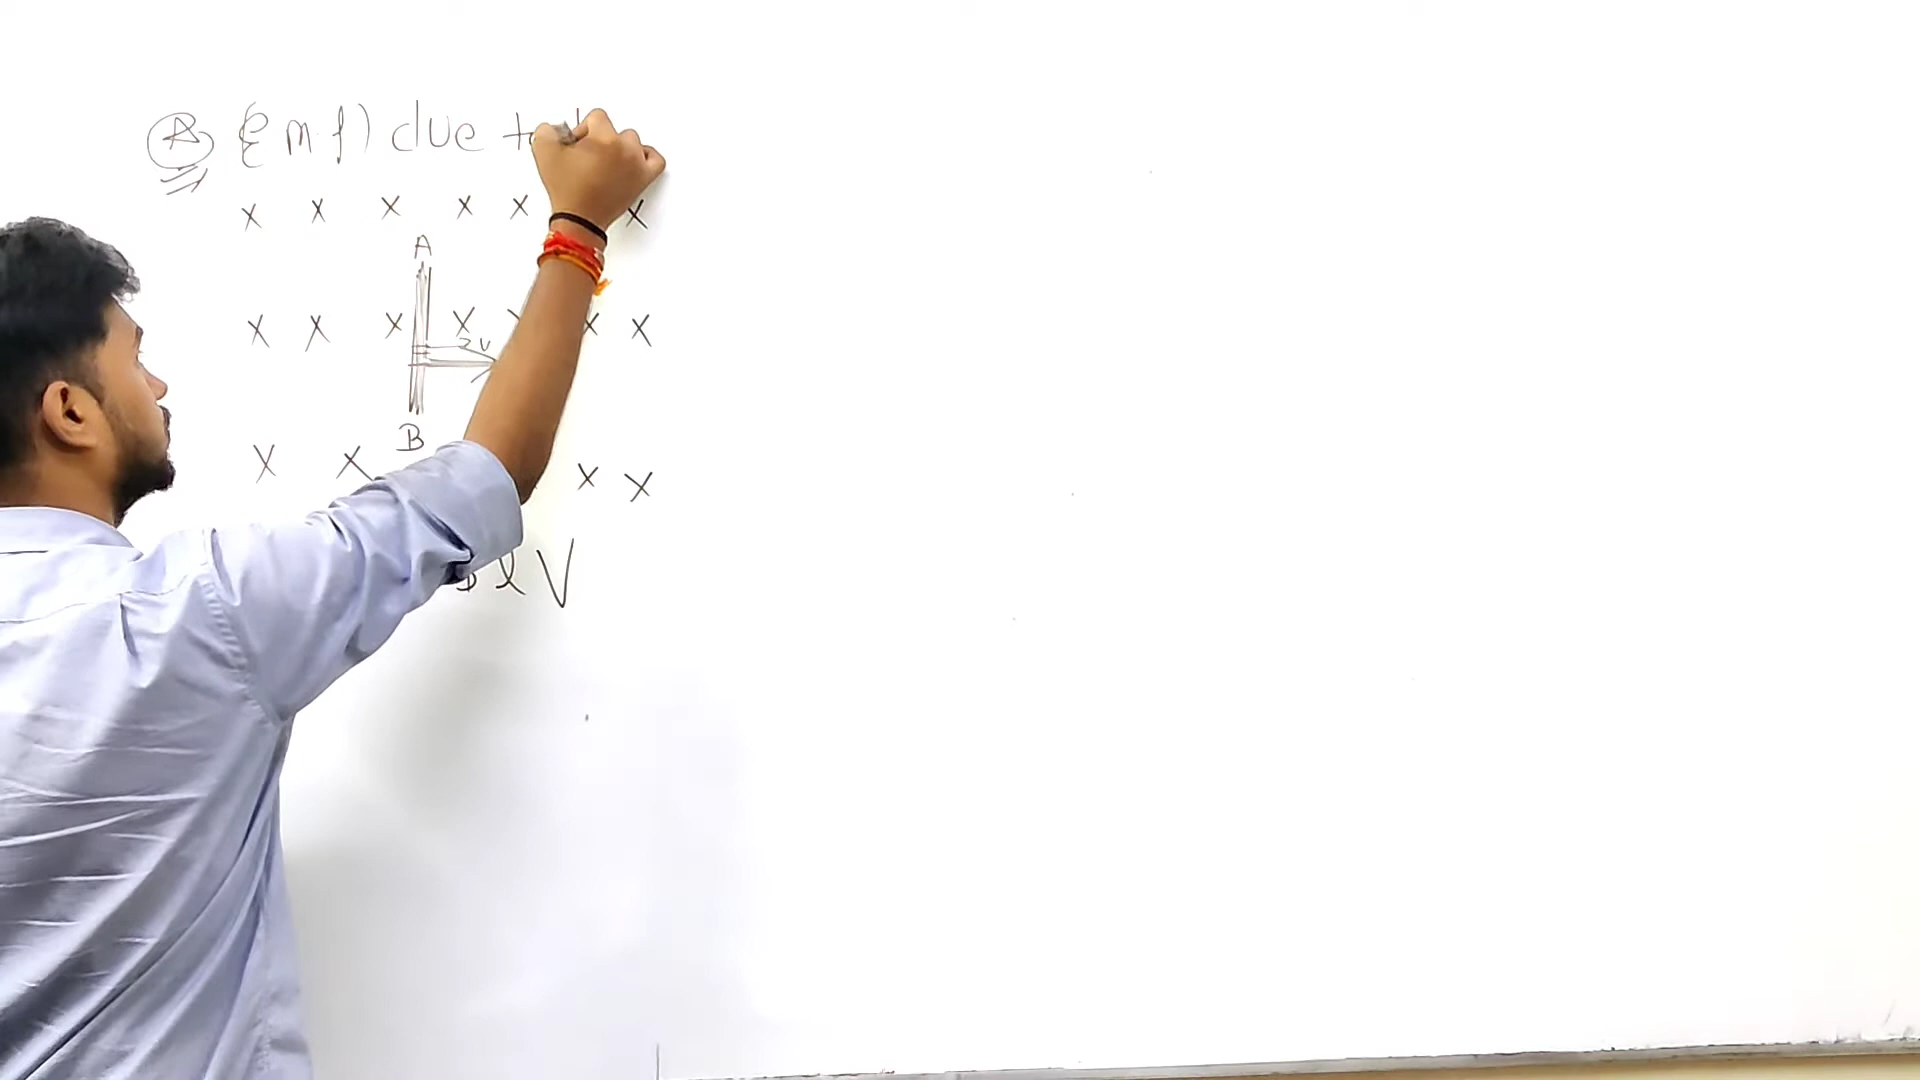 (A) {emf) due to
x x x x x x
A
x x x x x x
v
B
x x x x
l V